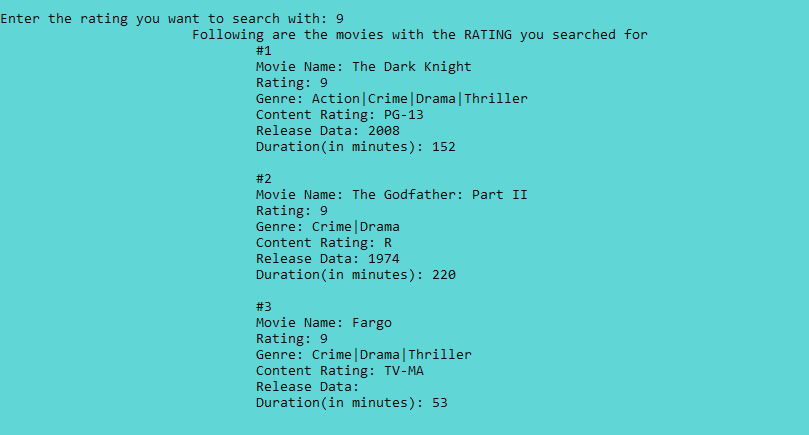 Enter the rating you want to search with: 9
Following are the movies with the RATING you searched for
#1
Movie Name: The Dark Knight
Rating: 9
Genre: Action|Crime|Drama|Thriller
Content Rating: PG-13
Release Data: 2008
Duration(in minutes): 152
#2
Movie Name: The Godfather: Part II
Rating: 9
Genre: Crime|Drama
Content Rating: R
Release Data: 1974
Duration(in minutes): 220
#3
Movie Name: Fargo
Rating: 9
Genre: Crime|Drama|Thriller
Content Rating: TV-MA
Release Data:
Duration(in minutes): 53